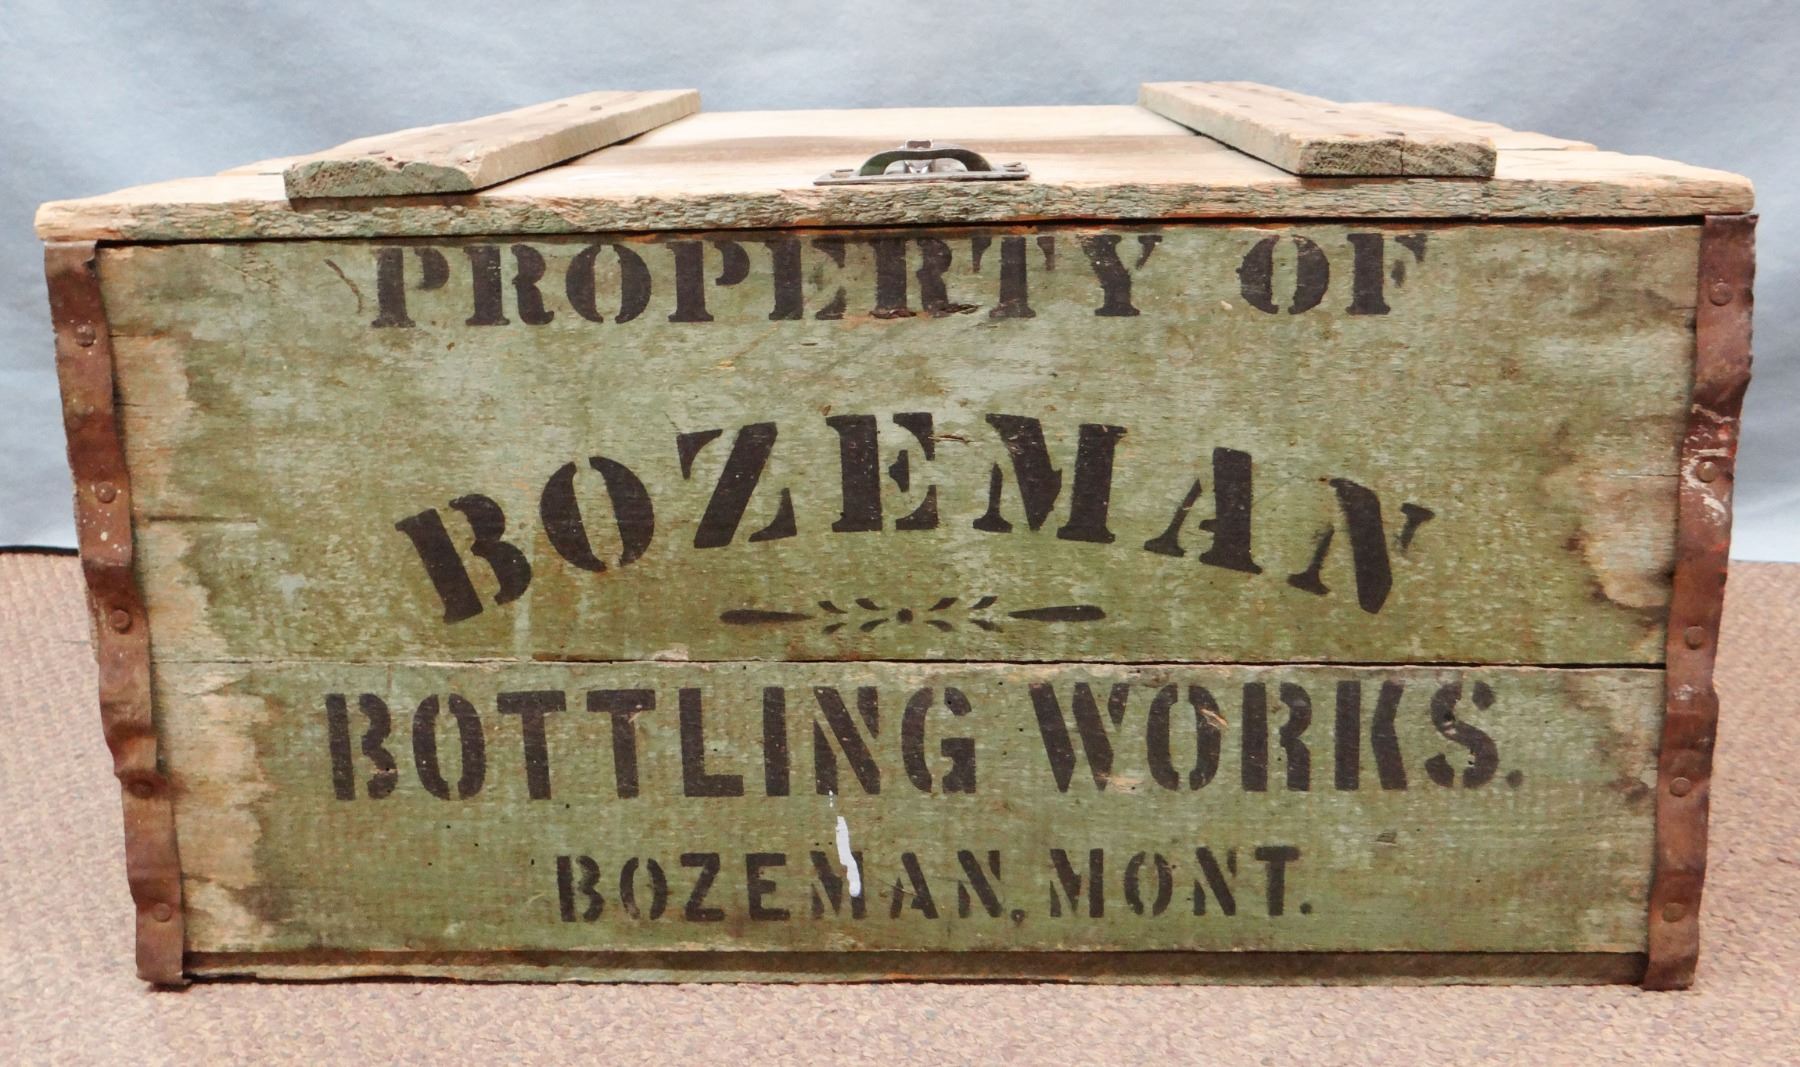 PROPERTY OF
BOZEMAN
BOTTLING WORKS.
BOZEMAN, MONT.